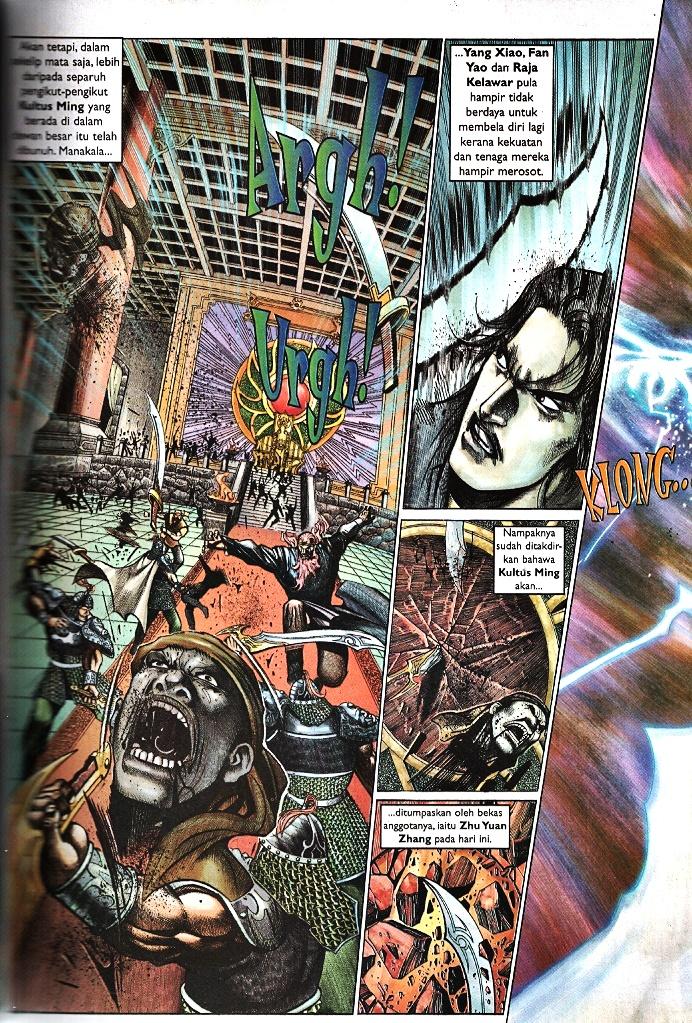 Akan tetapi, dalam
sekelip mata saja, lebih
daripada separuh
pengikut-pengikut
Kultus Ming yang
berada di dalam
dewan besar itu telah
dibunuh. Manakala...
Argh!
Urgh!
...Yang Xiao, Fan
Yao dan Raja
Kelawar pula
hampir tidak
berdaya untuk
membela diri lagi
kerana kekuatan
dan tenaga mereka
hampir merosot.
KLONG..
Nampaknya
sudah ditakdir-
kan bahawa
Kultus Ming
akan...
...ditumpaskan oleh bekas
anggotanya, iaitu Zhu Yuan
Zhang pada hari ini.